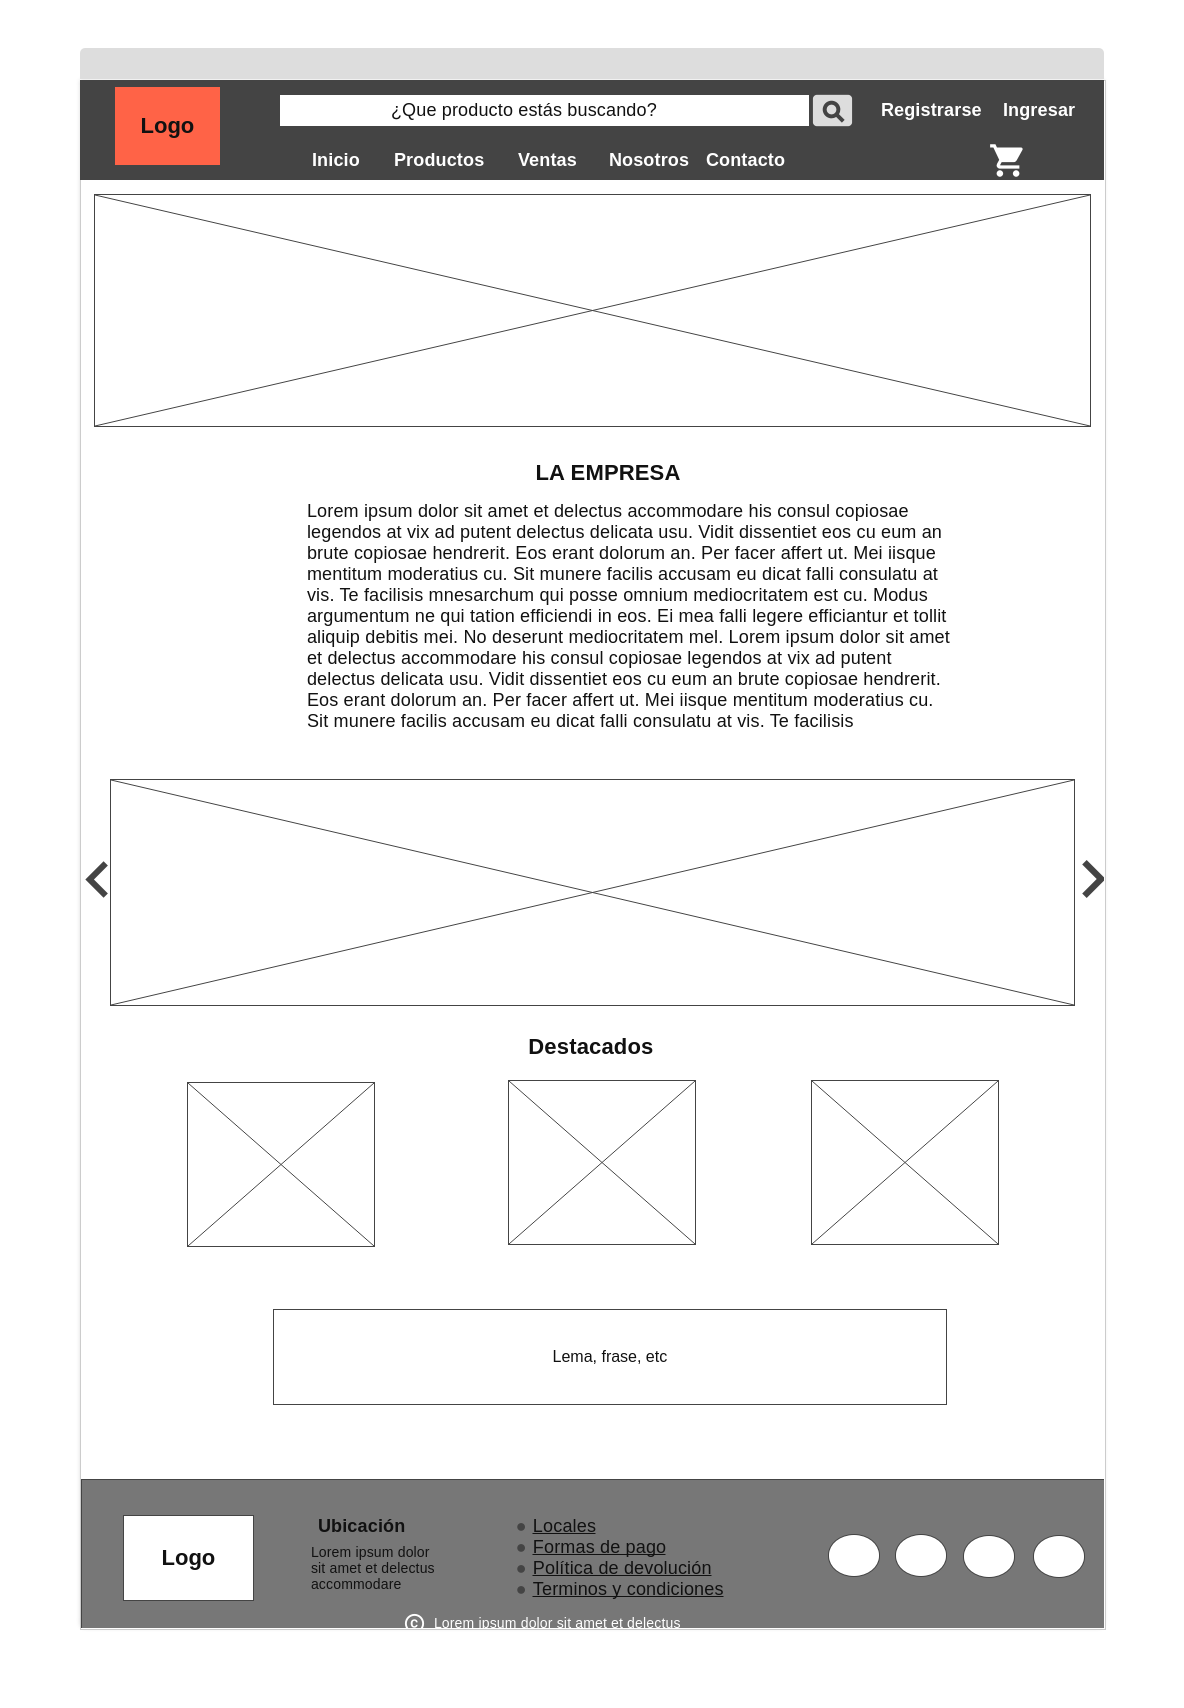 Logo
¿Que producto estás buscando?
Registrarse Ingresar
Inicio Productos Ventas Nosotros Contacto
LA EMPRESA
Lorem ipsum dolor sit amet et delectus accommodare his consul copiosae
legendos at vix ad putent delectus delicata usu. Vidit dissentiet eos cu eum an
brute copiosae hendrerit. Eos erant dolorum an. Per facer affert ut. Mei iisque
mentitum moderatius cu. Sit munere facilis accusam eu dicat falli consulatu at
vis. Te facilisis mnesarchum qui posse omnium mediocritatem est cu. Modus
argumentum ne qui tation efficiendi in eos. Ei mea falli legere efficiantur et tollit
aliquip debitis mei. No deserunt mediocritatem mel. Lorem ipsum dolor sit amet
et delectus accommodare his consul copiosae legendos at vix ad putent
delectus delicata usu. Vidit dissentiet eos cu eum an brute copiosae hendrerit.
Eos erant dolorum an. Per facer affert ut. Mei iisque mentitum moderatius cu.
Sit munere facilis accusam eu dicat falli consulatu at vis. Te facilisis
Destacados
Lema, frase, etc
Logo
Ubicación
Lorem ipsum dolor
sit amet et delectus
accommodare
Locales
Formas de pago
Política de devolución
Terminos y condiciones
© Lorem ipsum dolor sit amet et delectus